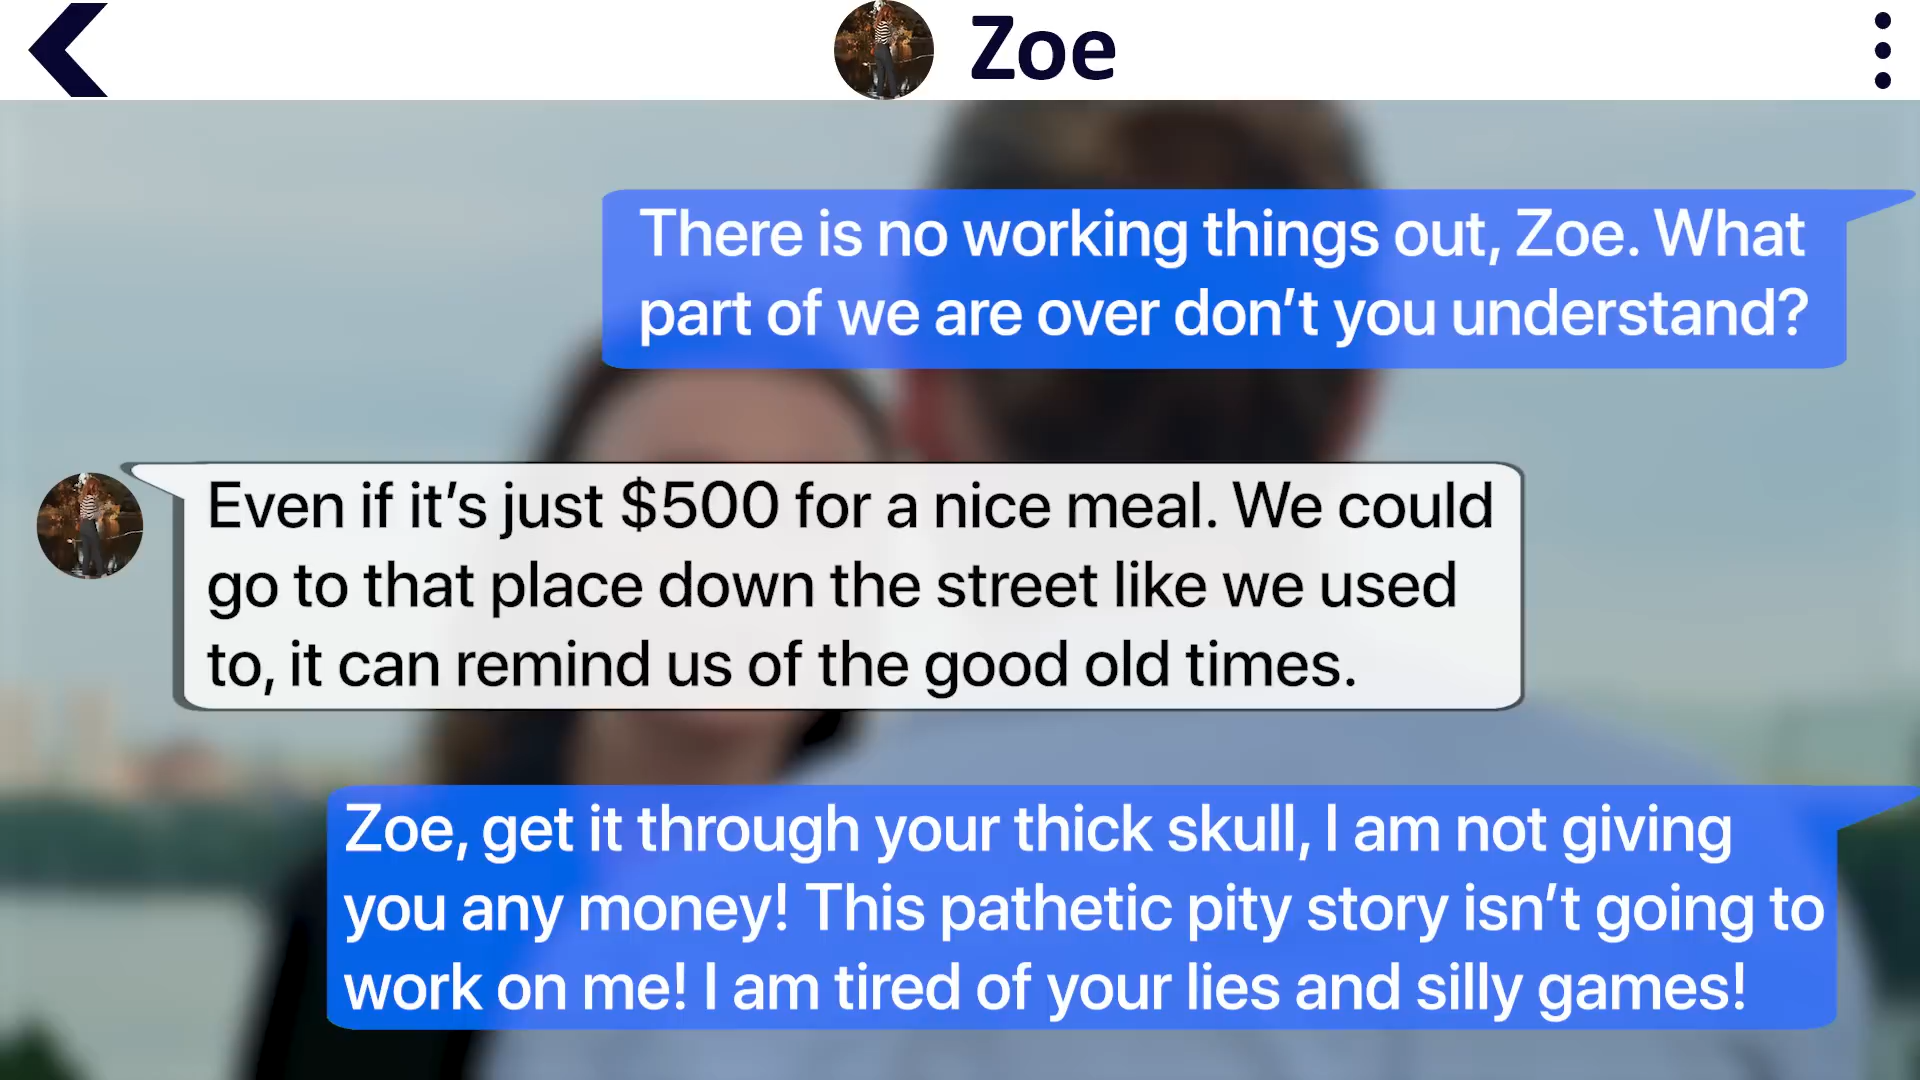 Zoe
There is no working things out, Zoe. What
part of we are over don’t you understand?
Even if it’s just $500 for a nice meal. We could
go to that place down the street like we used
to, it can remind us of the good old times.
Zoe, get it through your thick skull, I am not giving
you any money! This pathetic pity story isn’t going to
work on me! I am tired of your lies and silly games!